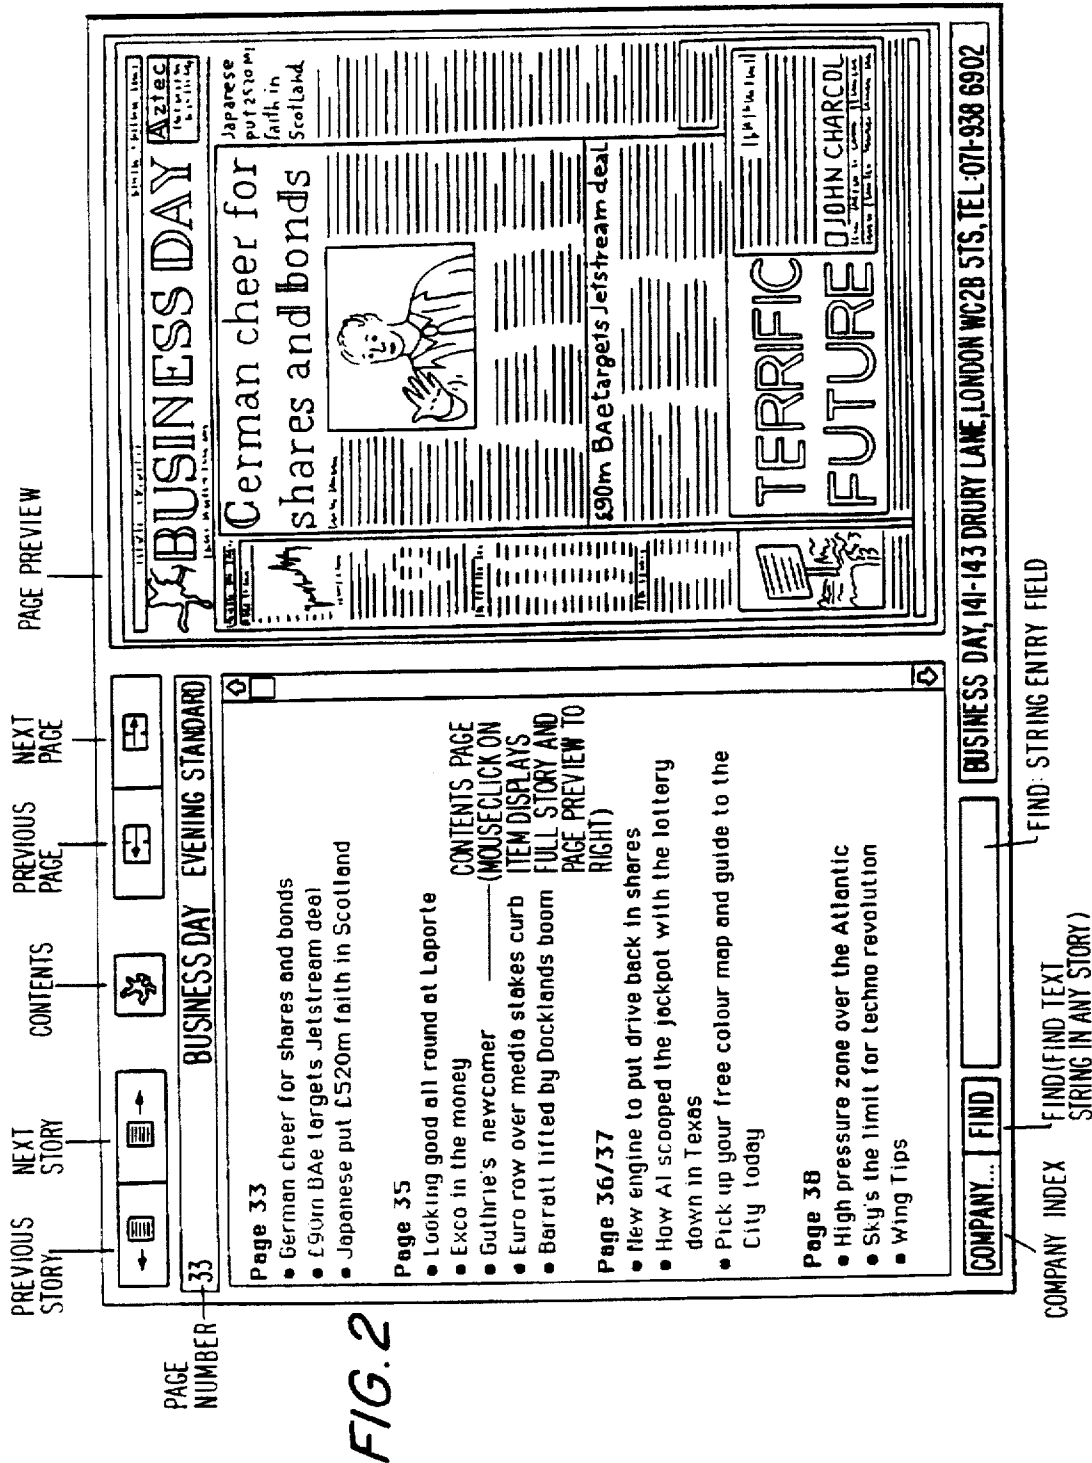 PAGE PREVIEW
PREVIOUS
STORY
NEXT
STORY
CONTENTS
PREVIOUS
PAGE
NEXT
PAGE
PAGE
NUMBER
33
BUSINESS DAY EVENING STANDARD
Page 33
• German cheer for shares and bonds
• £90m BAe targets Jetstream deal
• Japanese put £520m faith in Scotland
Page 35
• Looking good all round at Laporte
• Exco in the money
• Guthrie's newcomer
• Euro row over media stakes curb
• Barratt lifted by Docklands boom
CONTENTS PAGE
(MOUSECLICK ON
ITEM DISPLAYS
FULL STORY AND
PAGE PREVIEW TO
RIGHT)
Page 36/37
• New engine to put drive back in shares
• How Al scooped the jackpot with the lottery
down in Texas
• Pick up your free colour map and guide to the
City today
Page 38
• High pressure zone over the Atlantic
• Sky's the limit for techno revolution
• Wing Tips
BUSINESS DAY
Aztec
German cheer for
shares and bonds
Japanese
put
faith in
Scotland
£90m BAe targets Jetstream deal
TERRIFIC
FUTURE
JOHN CHARCOL
COMPANY... FIND
BUSINESS DAY, 141-143 DRURY LANE, LONDON WC2B 5TS, TEL: 071-938 6902
COMPANY INDEX
FIND (FIND TEXT
STRING IN ANY STORY)
FIND: STRING ENTRY FIELD
FIG. 2